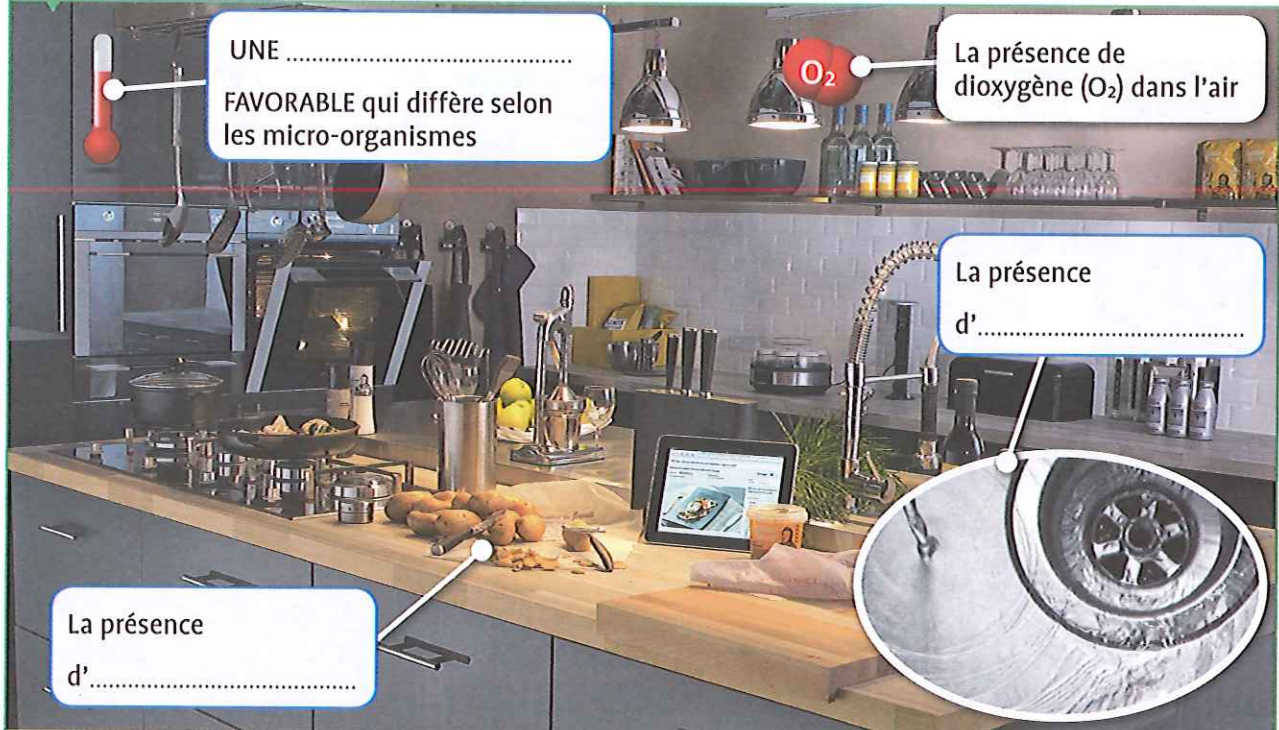 UNE ..............................................
FAVORABLE qui diffère selon
les micro-organismes
O₂
La présence de
dioxygène (O₂) dans l'air
La présence
d'...........................................
La présence
d'...........................................